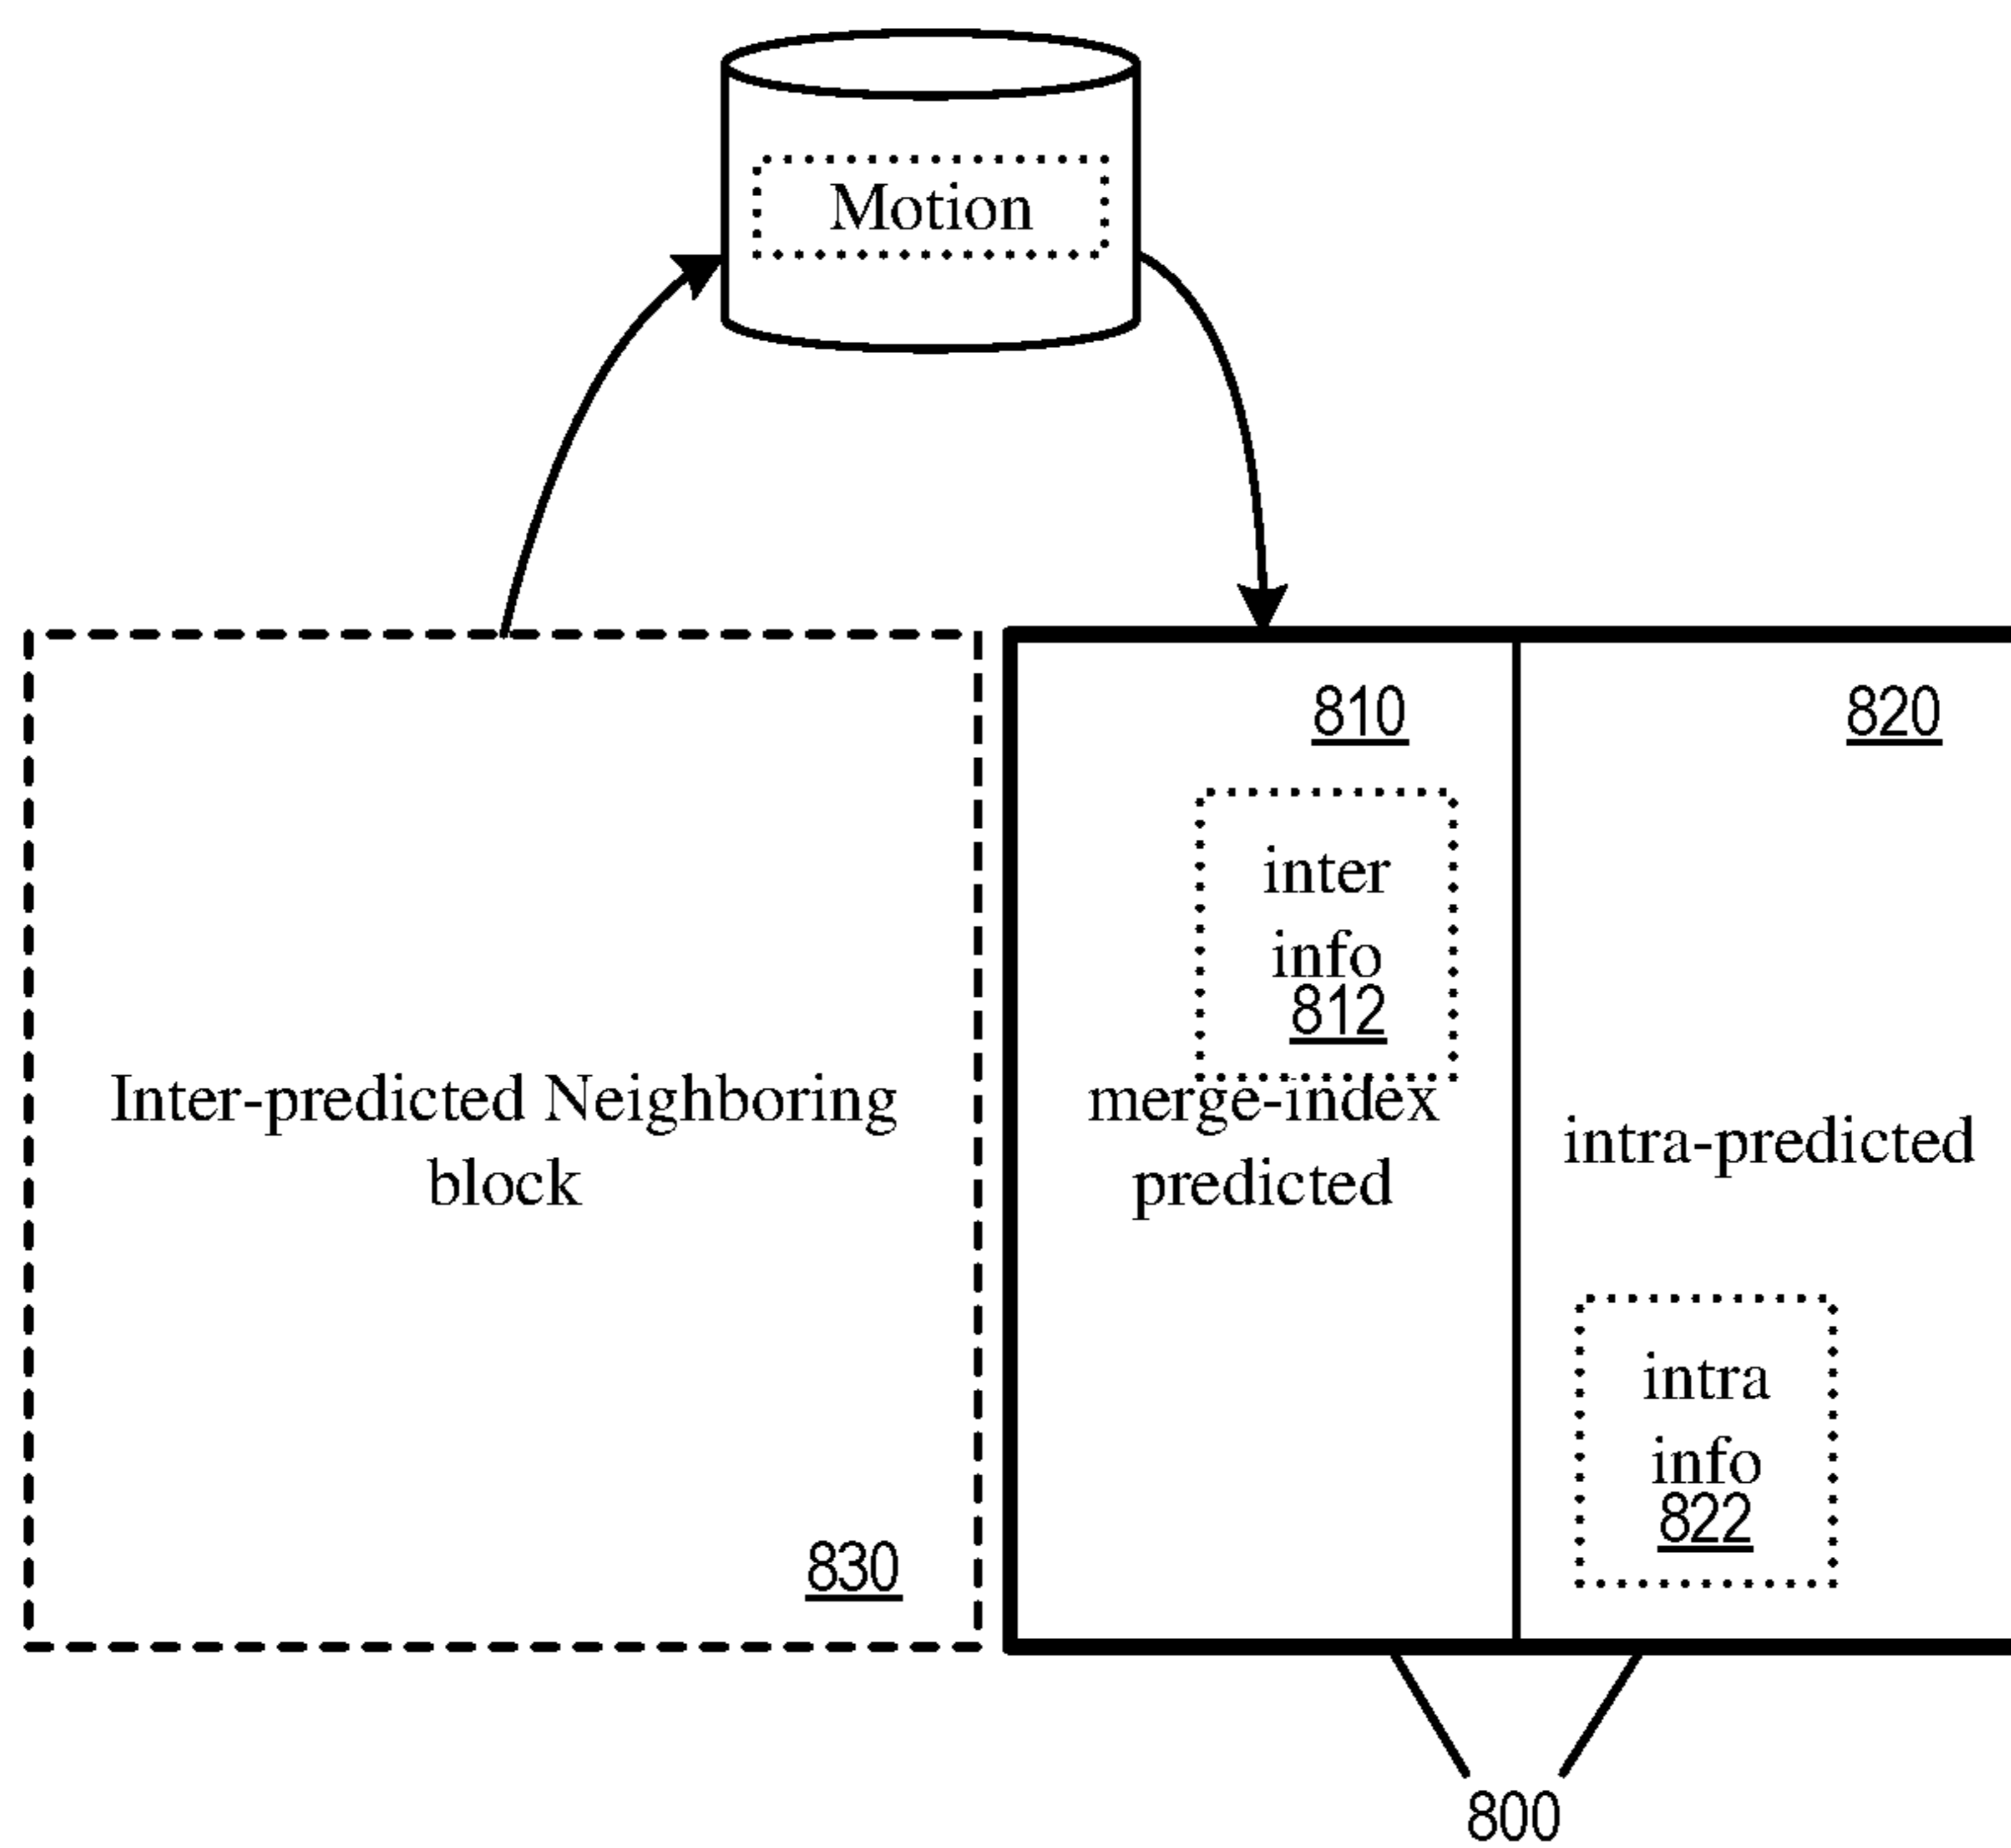 Motion
810
820
inter
info
812
Inter-predicted Neighboring
block
merge-index
predicted
intra-predicted
intra
info
822
830
800